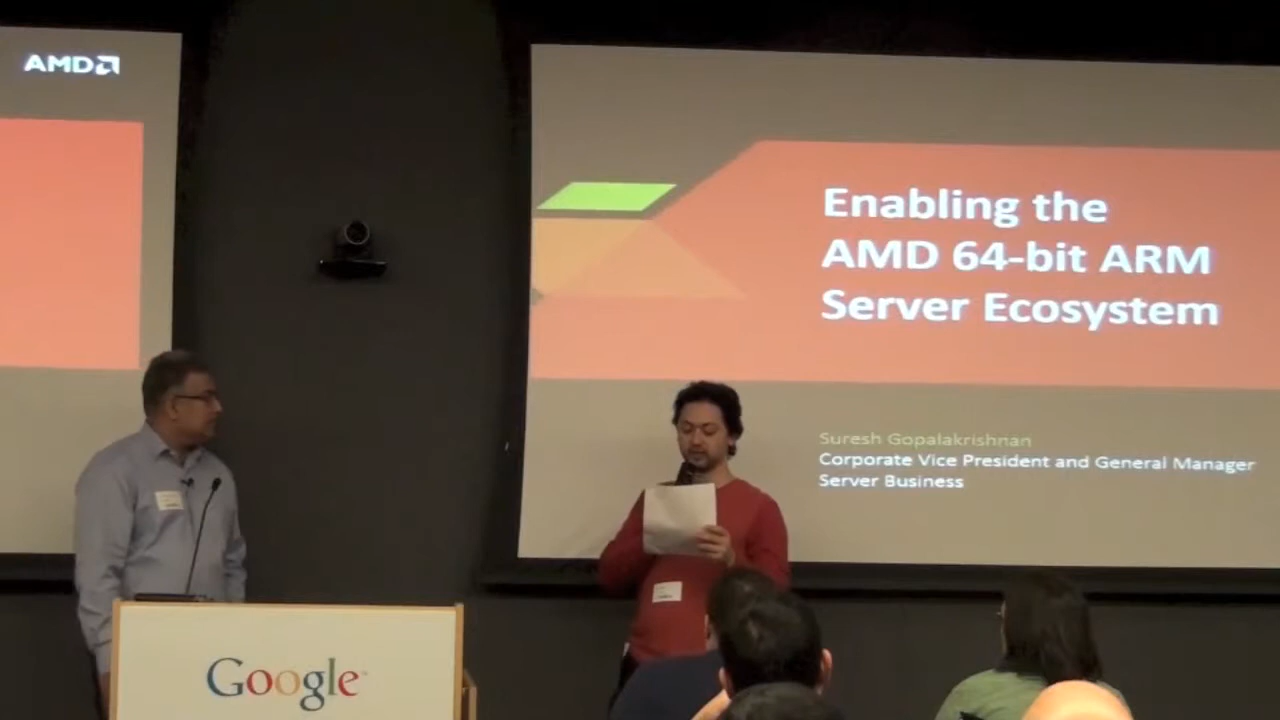 AMD
Enabling the
AMD 64-bit ARM
Server Ecosystem
Suresh Gopalakrishnan
Corporate Vice President and General Manager
Server Business
Google